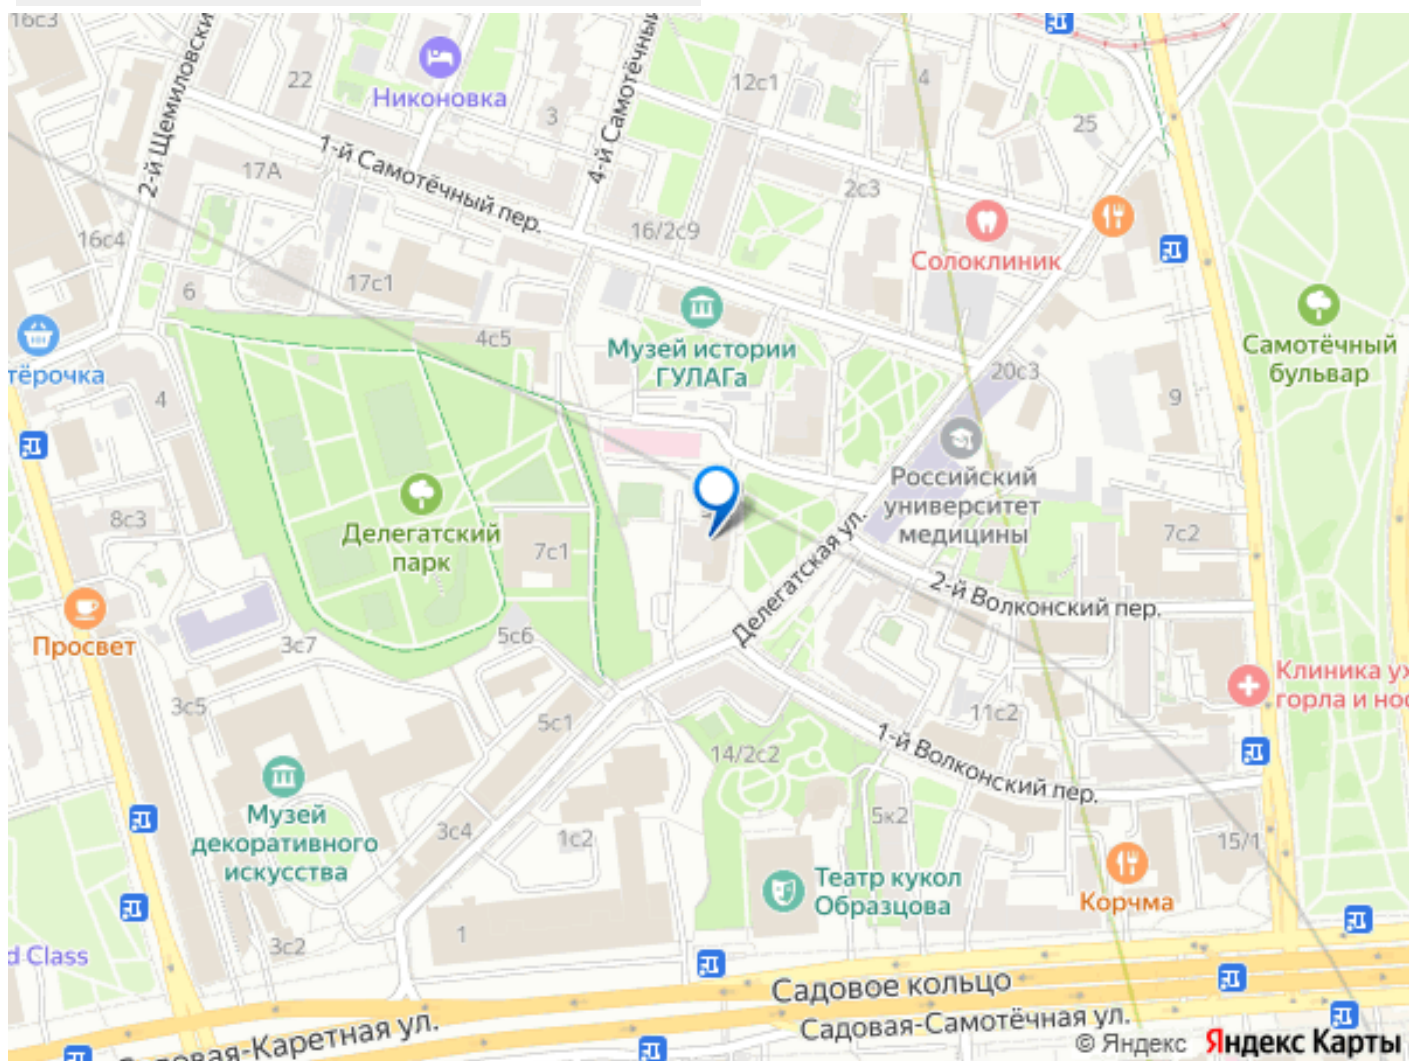 16с3
2-й Щемиловски
22
Никоновка
3
4-й Самотёчный
12с1
4
25
17А
1-й Самотёчный пер.
2с3
16/2с9
16с4
Солоклиник
17с1
6
Музей истории
ГУЛАГа
4с5
Самотёчный
бульвар
тёрочка
4
20с3
9
Российский
университет
медицины
8с3
Делегатский
парк
7с1
7с2
Делегатская ул.
2-й Волконский пер.
Просвет
3с7
5с6
Клиника ух
горла и нос
3с5
5с1
11с2
14/2с2
1-й Волконский пер.
Музей
декоративного
искусства
3с4
1с2
5к2
15/1
Театр кукол
Образцова
Корчма
d Class
3с2
1
Садовое кольцо
Садовая-Самотёчная ул.
довая-Каретная ул.
© Яндекс Яндекс Карты